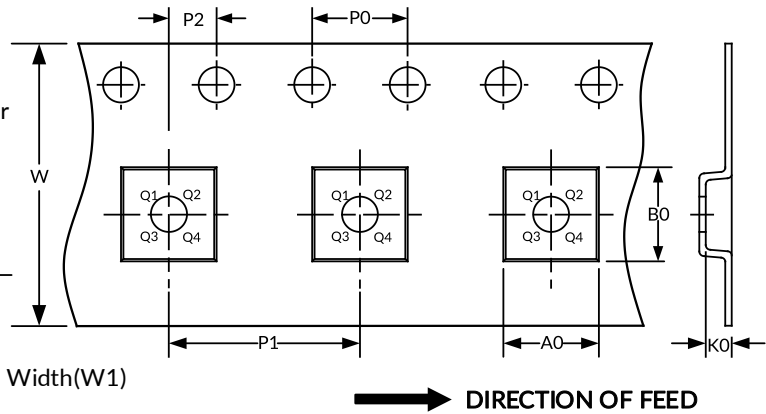 P2
P0
r
W
Q1 Q2 Q1 Q2 Q1 Q2
B0
Q3 Q4 Q3 Q4 Q3 Q4
P1
A0
K0
Width(W1)
DIRECTION OF FEED